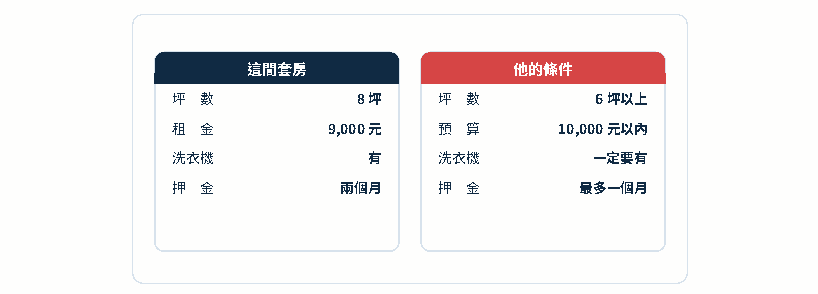 這間套房
坪 數 8 坪
租 金 9,000 元
洗衣機 有
押 金 兩個月
他的條件
坪 數 6 坪以上
預 算 10,000 元以內
洗衣機 一定要有
押 金 最多一個月